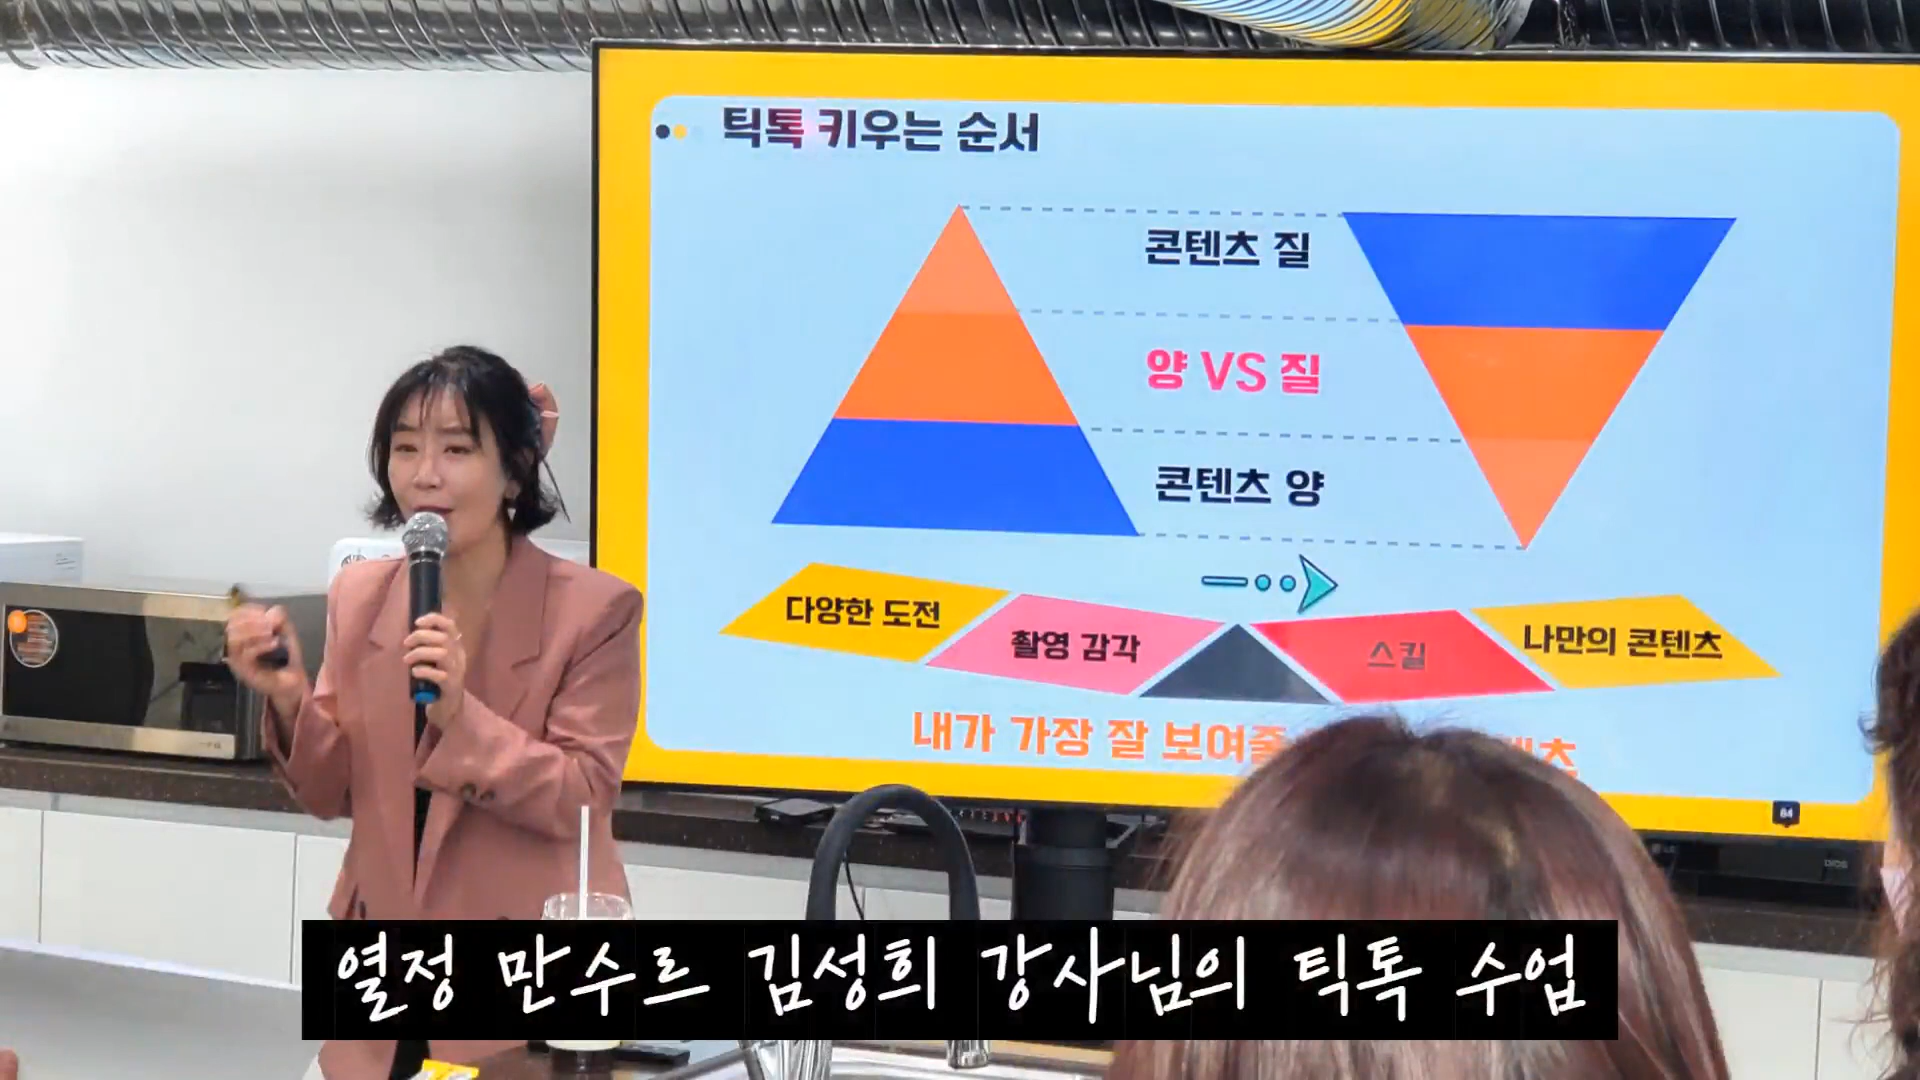 틱톡 키우는 순서
콘텐츠 질
양 VS 질
콘텐츠 양
다양한 도전
촬영 감각
스킬
나만의 콘텐츠
내가 가장 잘 보여줄
64
열정 만수르 김성희 강사님의 틱톡 수업